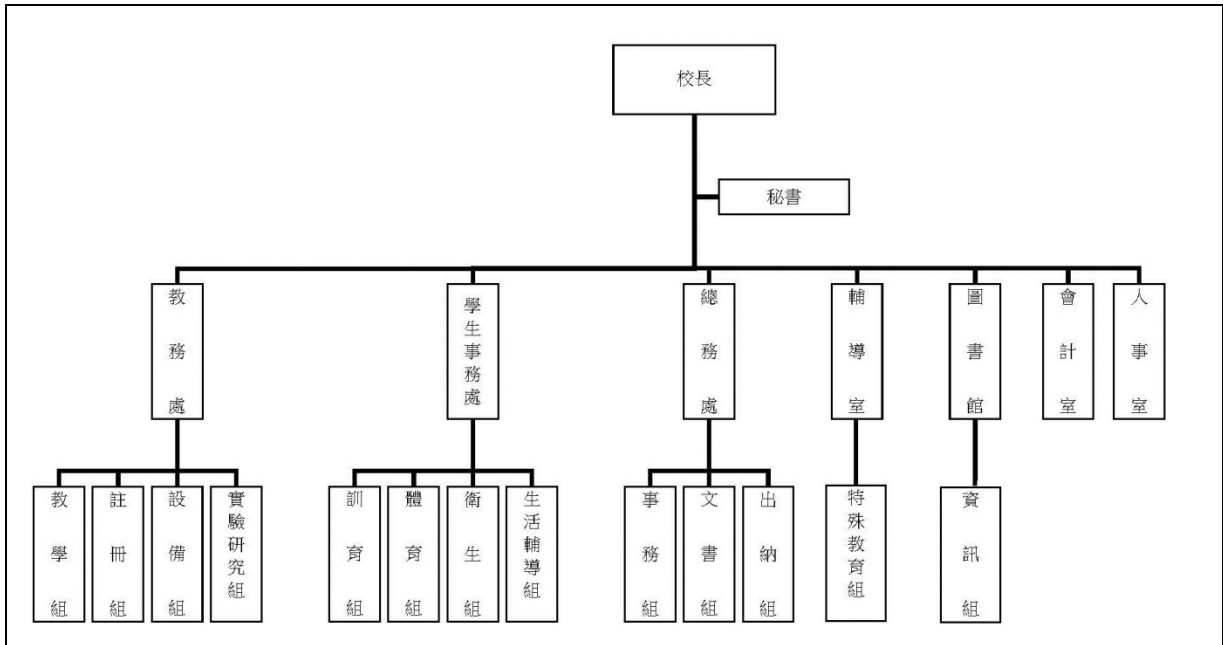 校長
秘書
教務處
學生事務處
總務處
輔導室
圖書館
會計室
人事室
教學組
註冊組
設備組
實驗研究組
訓育組
體育組
衛生組
生活輔導組
事務組
文書組
出納組
特殊教育組
資訊組